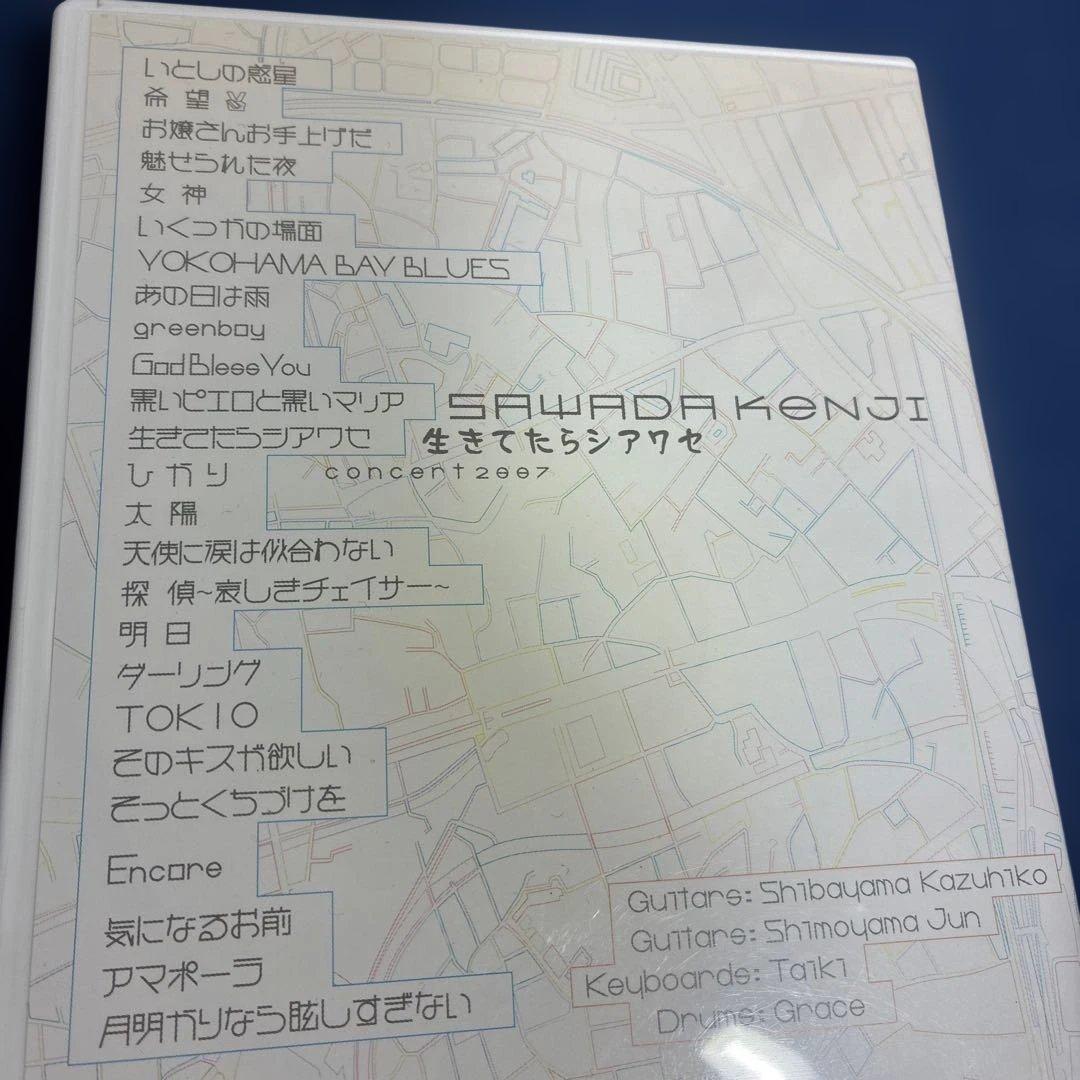 いとしの惑星
希望✌
お嬢さんお手上げだ
魅せられた夜
女神
いくつかの場面
YOKOHAMA BAY BLUES
あの日は雨
greenboy
God Bless You
黒いピエロと黒いマリア
生きてたらシアワセ
ひかり
太陽
天使に涙は似合わない
探偵~哀しきチェイサー~
明日
ダーリング
TOKIO
そのキスが欲しい
そっとくちづけを
Encore
気になるお前
アマポーラ
月明かりなら眩しすぎない
SAWADA KENJI
生きてたらシアワセ
concert2007
Guitars: Shibayama Kazuhiko
Guitars: Shimoyama Jun
Keyboards: Taiki
Drums: Grace